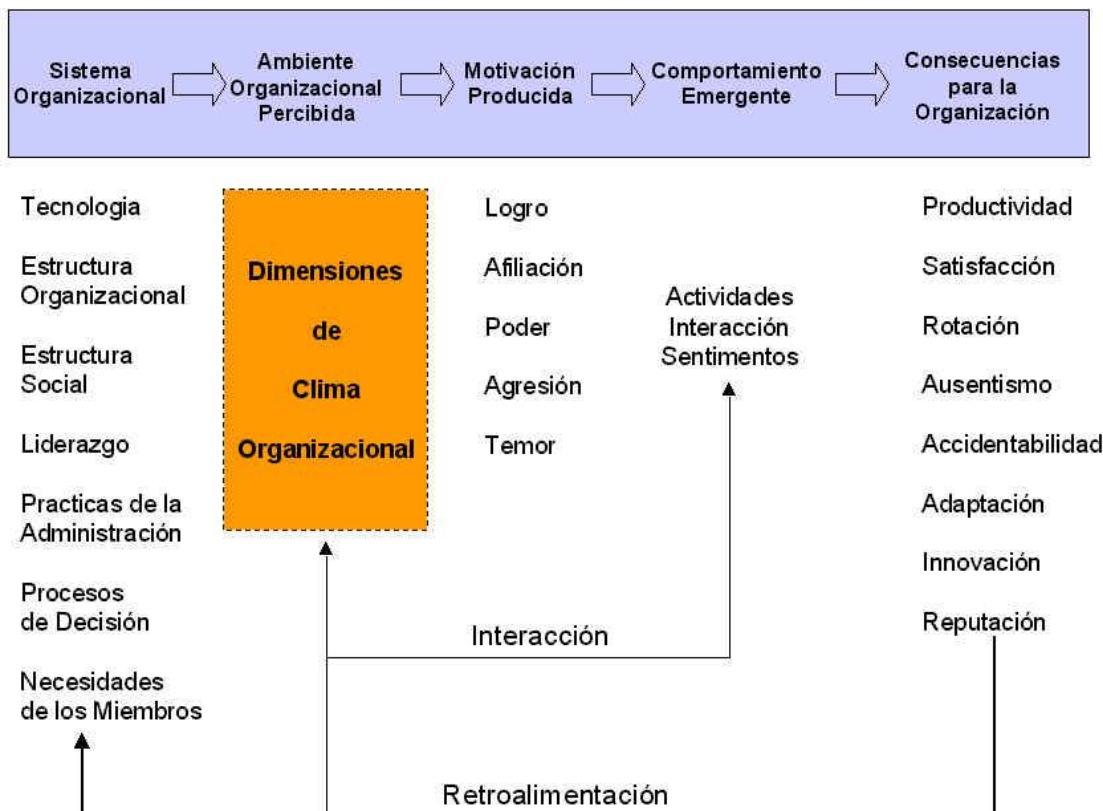 Sistema
Organizacional
Ambiente
Organizacional
Percibida
Motivación
Producida
Comportamiento
Emergente
Consecuencias
para la
Organización
Tecnologia
Estructura
Organizacional
Estructura
Social
Liderazgo
Practicas de la
Administración
Procesos
de Decisión
Necesidades
de los Miembros
Dimensiones
de
Clima
Organizacional
Logro
Afiliación
Poder
Agresión
Temor
Actividades
Interacción
Sentimentos
Productividad
Satisfacción
Rotación
Ausentismo
Accidentabilidad
Adaptación
Innovación
Reputación
Interacción
Retroalimentación